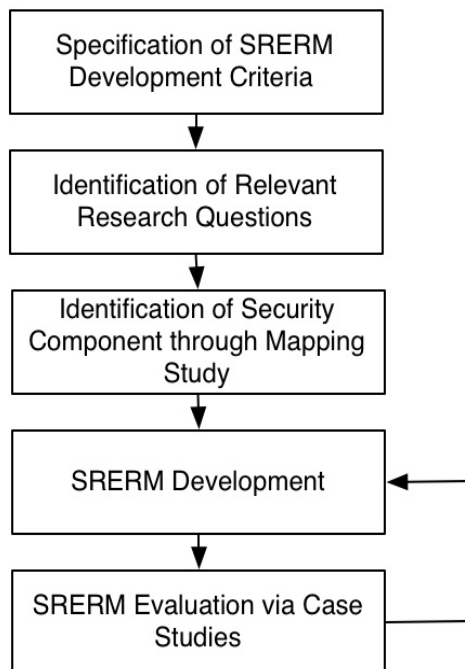 Specification of SRERM
Development Criteria
Identification of Relevant
Research Questions
Identification of Security
Component through Mapping
Study
SRERM Development
SRERM Evaluation via Case
Studies